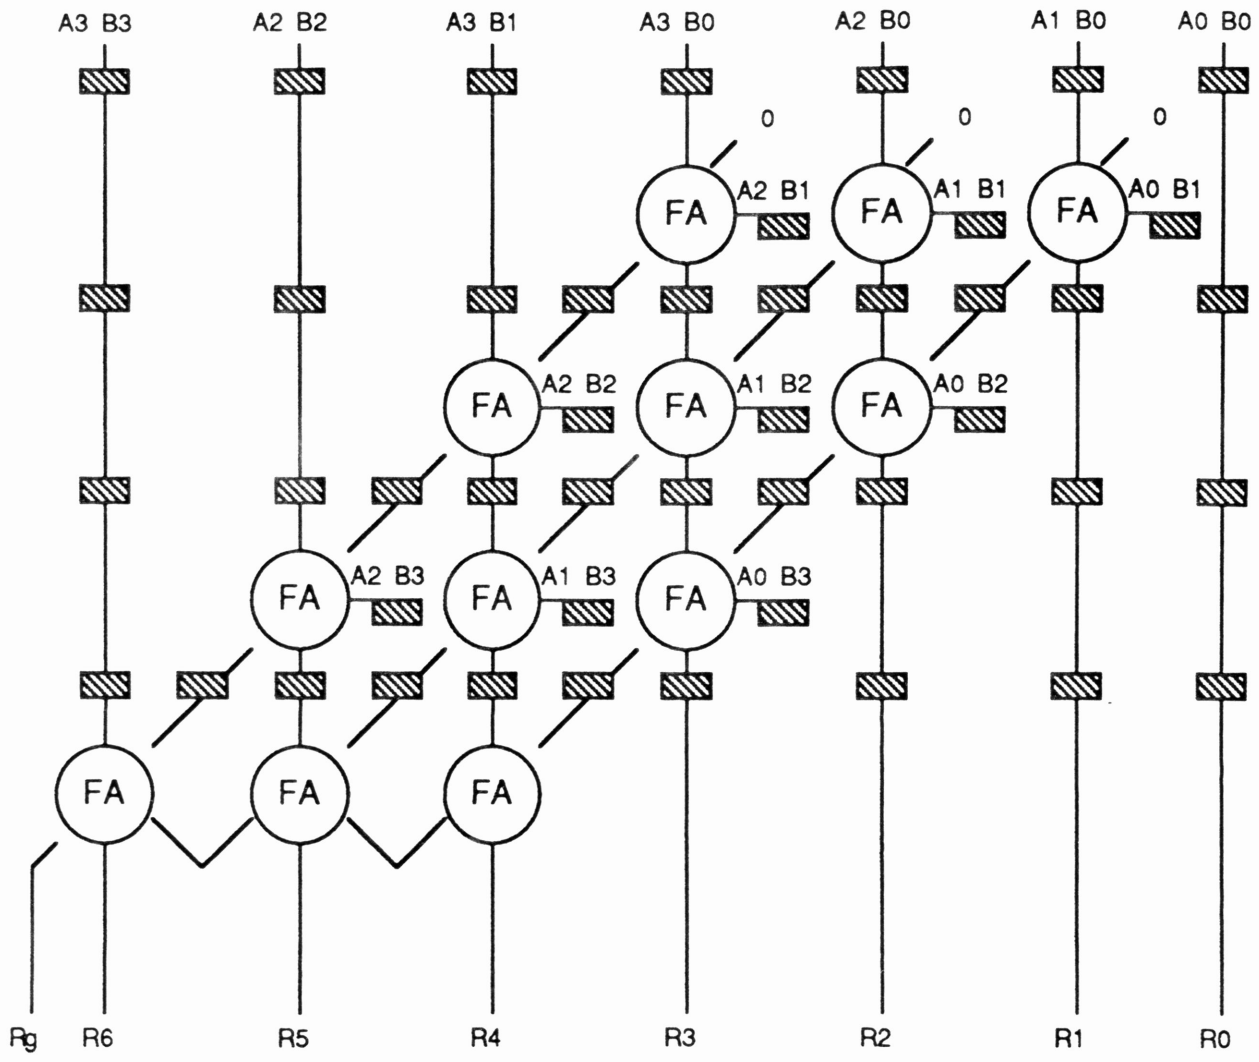 A3 B3 A2 B2 A3 B1 A3 B0 A2 B0 A1 B0 A0 B0
0 0 0
FA A2 B1 FA A1 B1 FA A0 B1
FA A2 B2 FA A1 B2 FA A0 B2
FA A2 B3 FA A1 B3 FA A0 B3
FA FA FA
Rg R6 R5 R4 R3 R2 R1 R0